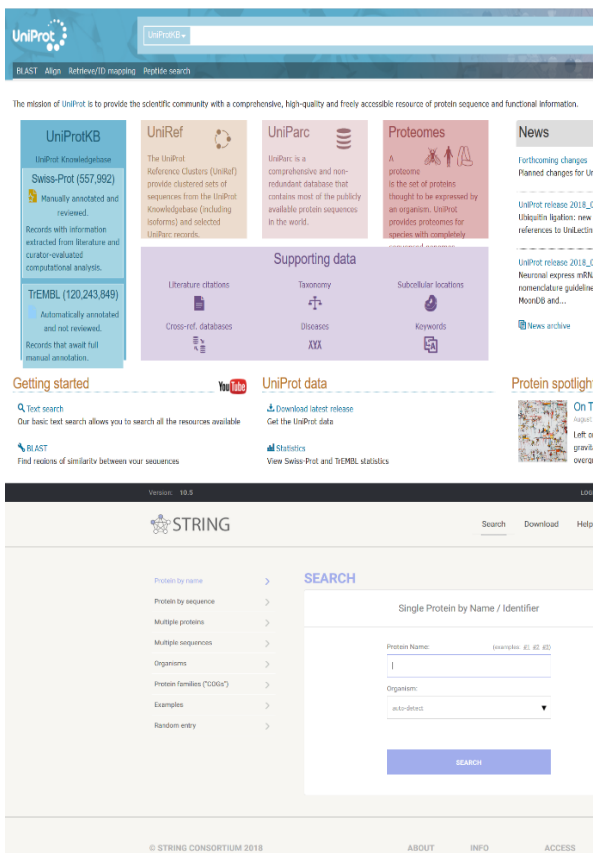 UniProt
UniProtKB
BLAST Align Retrieve/ID mapping Peptide search
The mission of UniProt is to provide the scientific community with a comprehensive, high-quality and freely accessible resource of protein sequence and functional information.
UniProtKB
UniProt Knowledgebase
Swiss-Prot (557,992)
Manually annotated and
reviewed.
Records with information
extracted from literature and
curator-evaluated
computational analysis.
TrEMBL (120,243,849)
Automatically annotated
and not reviewed.
Records that await full
manual annotation.
UniRef
The UniProt
Reference Clusters (UniRef)
provide clustered sets of
sequences from the UniProt
Knowledgebase (including
isoforms) and selected
UniParc records.
UniParc
UniParc is a
comprehensive and non-
redundant database that
contains most of the publicly
available protein sequences
in the world.
Proteomes
A
proteome
is the set of proteins
thought to be expressed by
an organism. UniProt
provides proteomes for
species with completely
sequenced genomes
News
Forthcoming changes
Planned changes for Un
UniProt release 2018_0
Ubiquitin ligation: new
references to UniLectin
UniProt release 2018_0
Neuronal express mRNA
nomenclature guideline
MoonDB and...
News archive
Supporting data
Literature citations
Taxonomy
Subcellular locations
Cross-ref. databases
Diseases
Keywords
XYX
Getting started
You Tube
UniProt data
Protein spotligh
Text search
Our basic text search allows you to search all the resources available
BLAST
Find regions of similarity between your sequences
Download latest release
Get the UniProt data
Statistics
View Swiss-Prot and TrEMBL statistics
On T
August
Left o
gravit
overg
Version: 10.5
LOG
STRING
Search Download Help
Protein by name
Protein by sequence
Multiple proteins
Multiple sequences
Organisms
Protein families ("COGs")
Examples
Random entry
SEARCH
Single Protein by Name / Identifier
Protein Name: (examples: #1 #2 #3)
Organism:
auto-detect
SEARCH
© STRING CONSORTIUM 2018
ABOUT INFO ACCESS